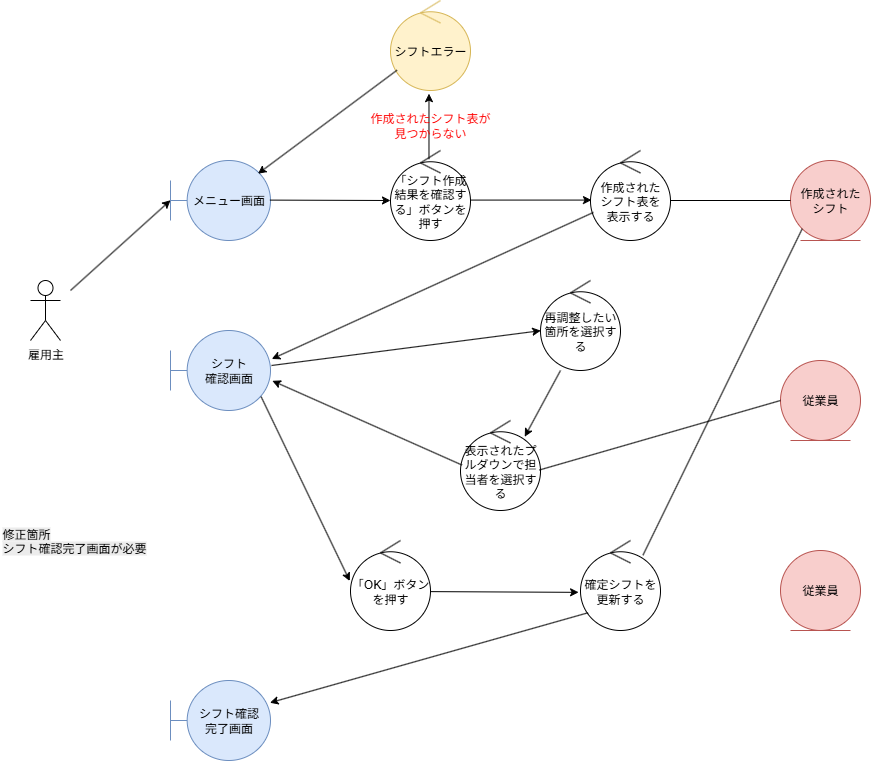 シフトエラー
作成されたシフト表が
見つからない
メニュー画面
「シフト作成
結果を確認す
る」ボタンを
押す
作成された
シフト表を
表示する
作成された
シフト
雇用主
再調整したい
箇所を選択す
る
シフト
確認画面
従業員
表示されたプ
ルダウンで担
当者を選択す
る
修正箇所
シフト確認完了画面が必要
「OK」ボタン
を押す
確定シフトを
更新する
従業員
シフト確認
完了画面